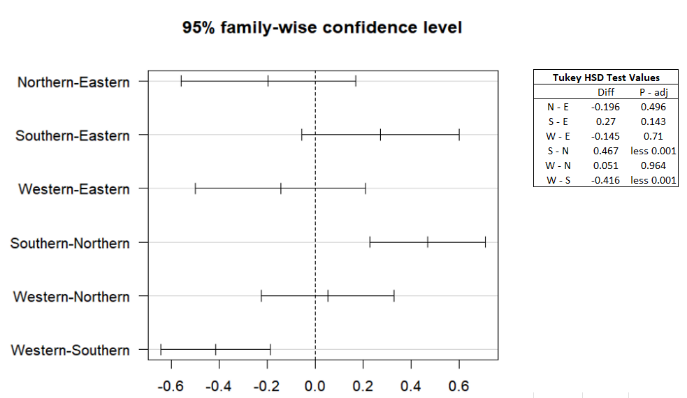 95% family-wise confidence level
Northern-Eastern
Southern-Eastern
Western-Eastern
Southern-Northern
Western-Northern
Western-Southern
-0.6 -0.4 -0.2 0.0 0.2 0.4 0.6
Tukey HSD Test Values
Diff P - adj
N - E -0.196 0.496
S - E 0.27 0.143
W - E -0.145 0.71
S - N 0.467 less 0.001
W - N 0.051 0.964
W - S -0.416 less 0.001